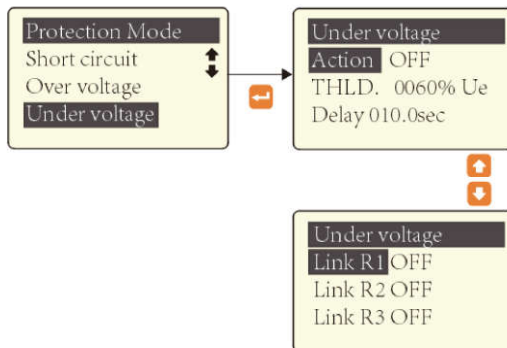 Protection Mode
Short circuit
Over voltage
Under voltage
Under voltage
Action OFF
THLD. 0060% Ue
Delay 010.0sec
Under voltage
Link R1 OFF
Link R2 OFF
Link R3 OFF